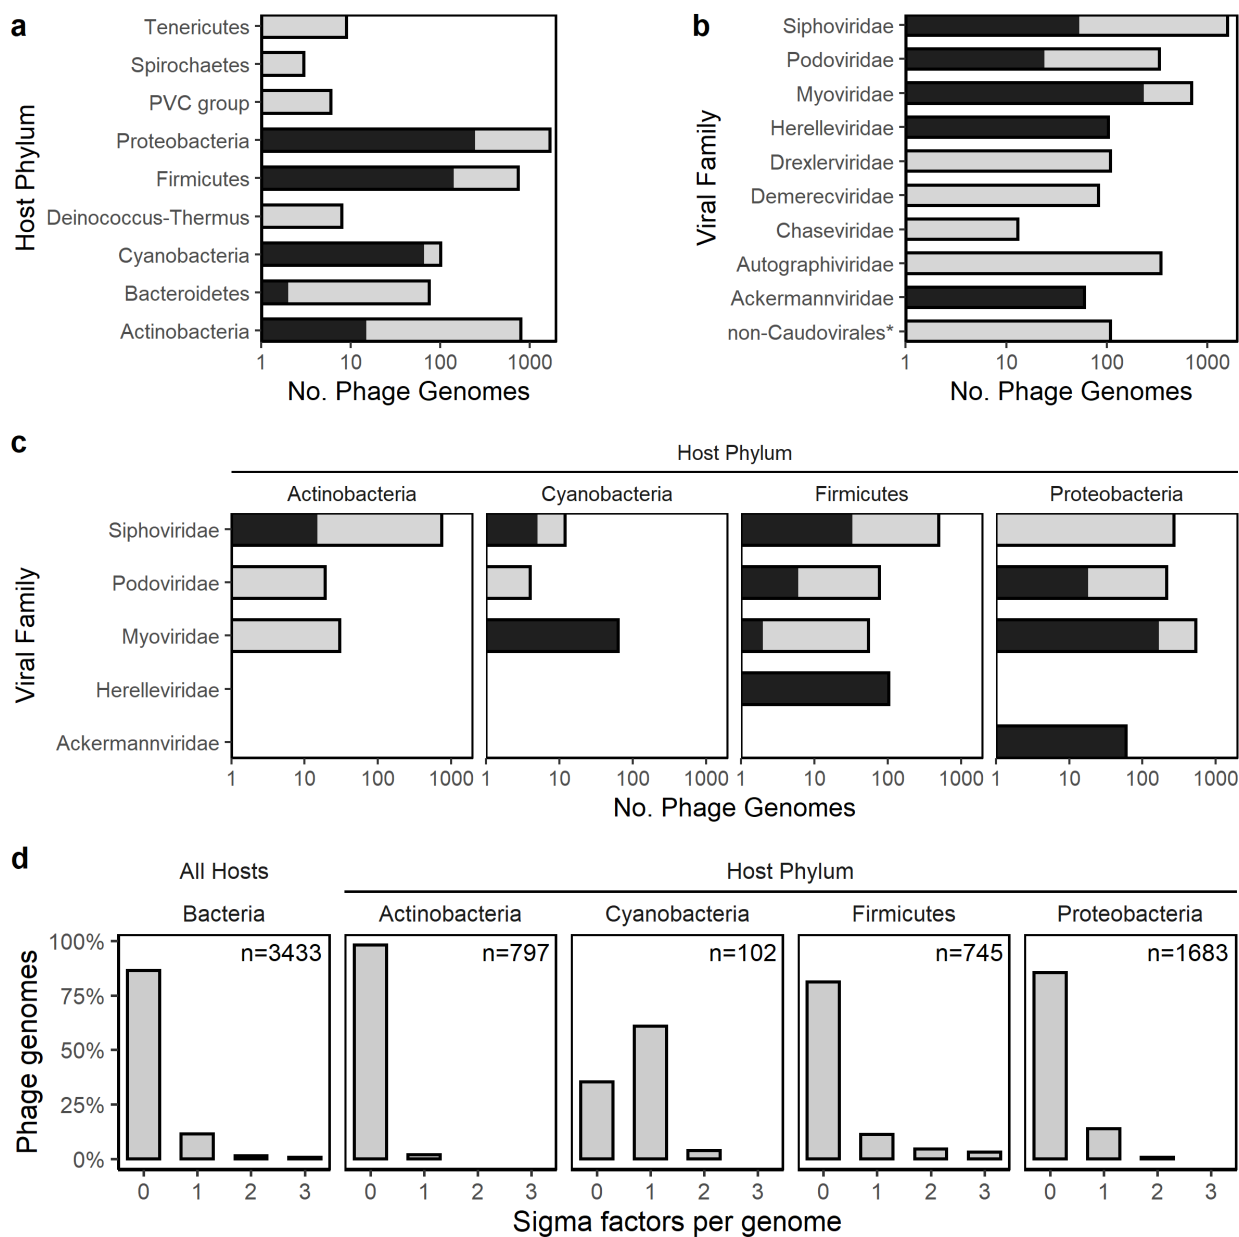 a
Host Phylum
Tenericutes
Spirochaetes
PVC group
Proteobacteria
Firmicutes
Deinococcus-Thermus
Cyanobacteria
Bacteroidetes
Actinobacteria
1 10 100 1000
No. Phage Genomes
b
Viral Family
Siphoviridae
Podoviridae
Myoviridae
Herelleviridae
Drexlerviridae
Demerecviridae
Chaseviridae
Autographiviridae
Ackermannviridae
non-Caudovirales*
1 10 100 1000
No. Phage Genomes
c
Host Phylum
Actinobacteria Cyanobacteria Firmicutes Proteobacteria
Viral Family
Siphoviridae
Podoviridae
Myoviridae
Herelleviridae
Ackermannviridae
1 10 100 1000 1 10 100 1000 1 10 100 1000 1 10 100 1000
No. Phage Genomes
d
All Hosts Host Phylum
Bacteria Actinobacteria Cyanobacteria Firmicutes Proteobacteria
Phage genomes
100%
75%
50%
25%
0%
n=3433 n=797 n=102 n=745 n=1683
0 1 2 3 0 1 2 3 0 1 2 3 0 1 2 3 0 1 2 3
Sigma factors per genome